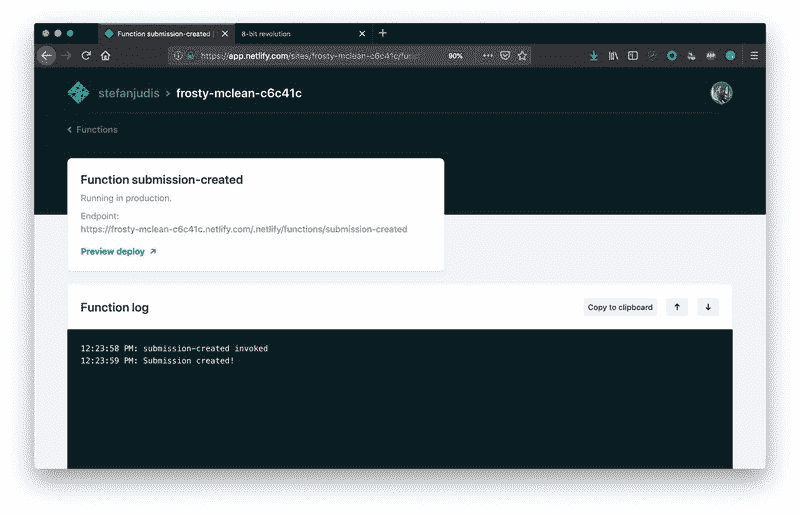 Function submission-created |
8-bit revolution
https://app.netlify.com/sites/frosty-mclean-c6c41c/func
90%
stefanjudis > frosty-mclean-c6c41c
Functions
Function submission-created
Running in production.
Endpoint:
https://frosty-mclean-c6c41c.netlify.com/.netlify/functions/submission-created
Preview deploy
Function log
Copy to clipboard
12:23:58 PM: submission-created invoked
12:23:59 PM: Submission created!